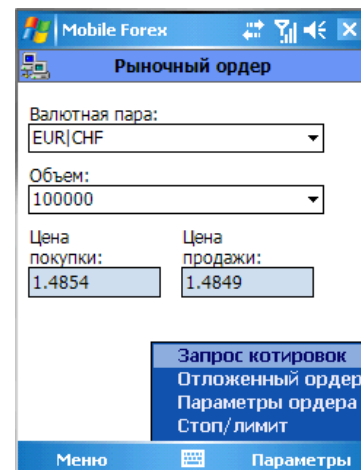 Mobile Forex
Рыночный ордер
Валютная пара:
EUR|CHF
Объем:
100000
Цена покупки:
Цена продажи:
1.4854
1.4849
Запрос котировок
Отложенный ордер
Параметры ордера
Стоп/лимит
Меню
Параметры